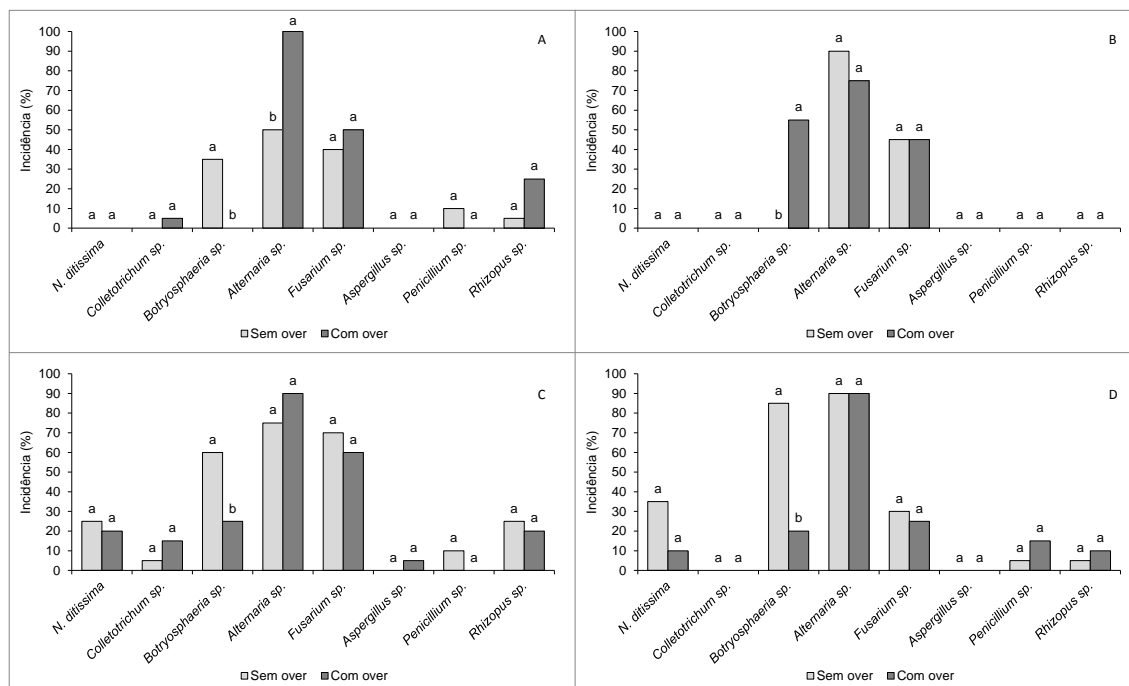 A
Incidência (%)
100
90
80
70
60
50
40
30
20
10
0
a a a a a b b a a a a a a a a a
N. ditissima
Colletotrichum sp.
Botryosphaeria sp.
Alternaria sp.
Fusarium sp.
Aspergillus sp.
Penicillium sp.
Rhizopus sp.
Sem over Com over
B
Incidência (%)
100
90
80
70
60
50
40
30
20
10
0
a a a a b a a a a a a a a a a a
N. ditissima
Colletotrichum sp.
Botryosphaeria sp.
Alternaria sp.
Fusarium sp.
Aspergillus sp.
Penicillium sp.
Rhizopus sp.
Sem over Com over
C
Incidência (%)
100
90
80
70
60
50
40
30
20
10
0
a a a a a b a a a a a a a a a a
N. ditissima
Colletotrichum sp.
Botryosphaeria sp.
Alternaria sp.
Fusarium sp.
Aspergillus sp.
Penicillium sp.
Rhizopus sp.
Sem over Com over
D
Incidência (%)
100
90
80
70
60
50
40
30
20
10
0
a a a a a b a a a a a a a a a a
N. ditissima
Colletotrichum sp.
Botryosphaeria sp.
Alternaria sp.
Fusarium sp.
Aspergillus sp.
Penicillium sp.
Rhizopus sp.
Sem over Com over